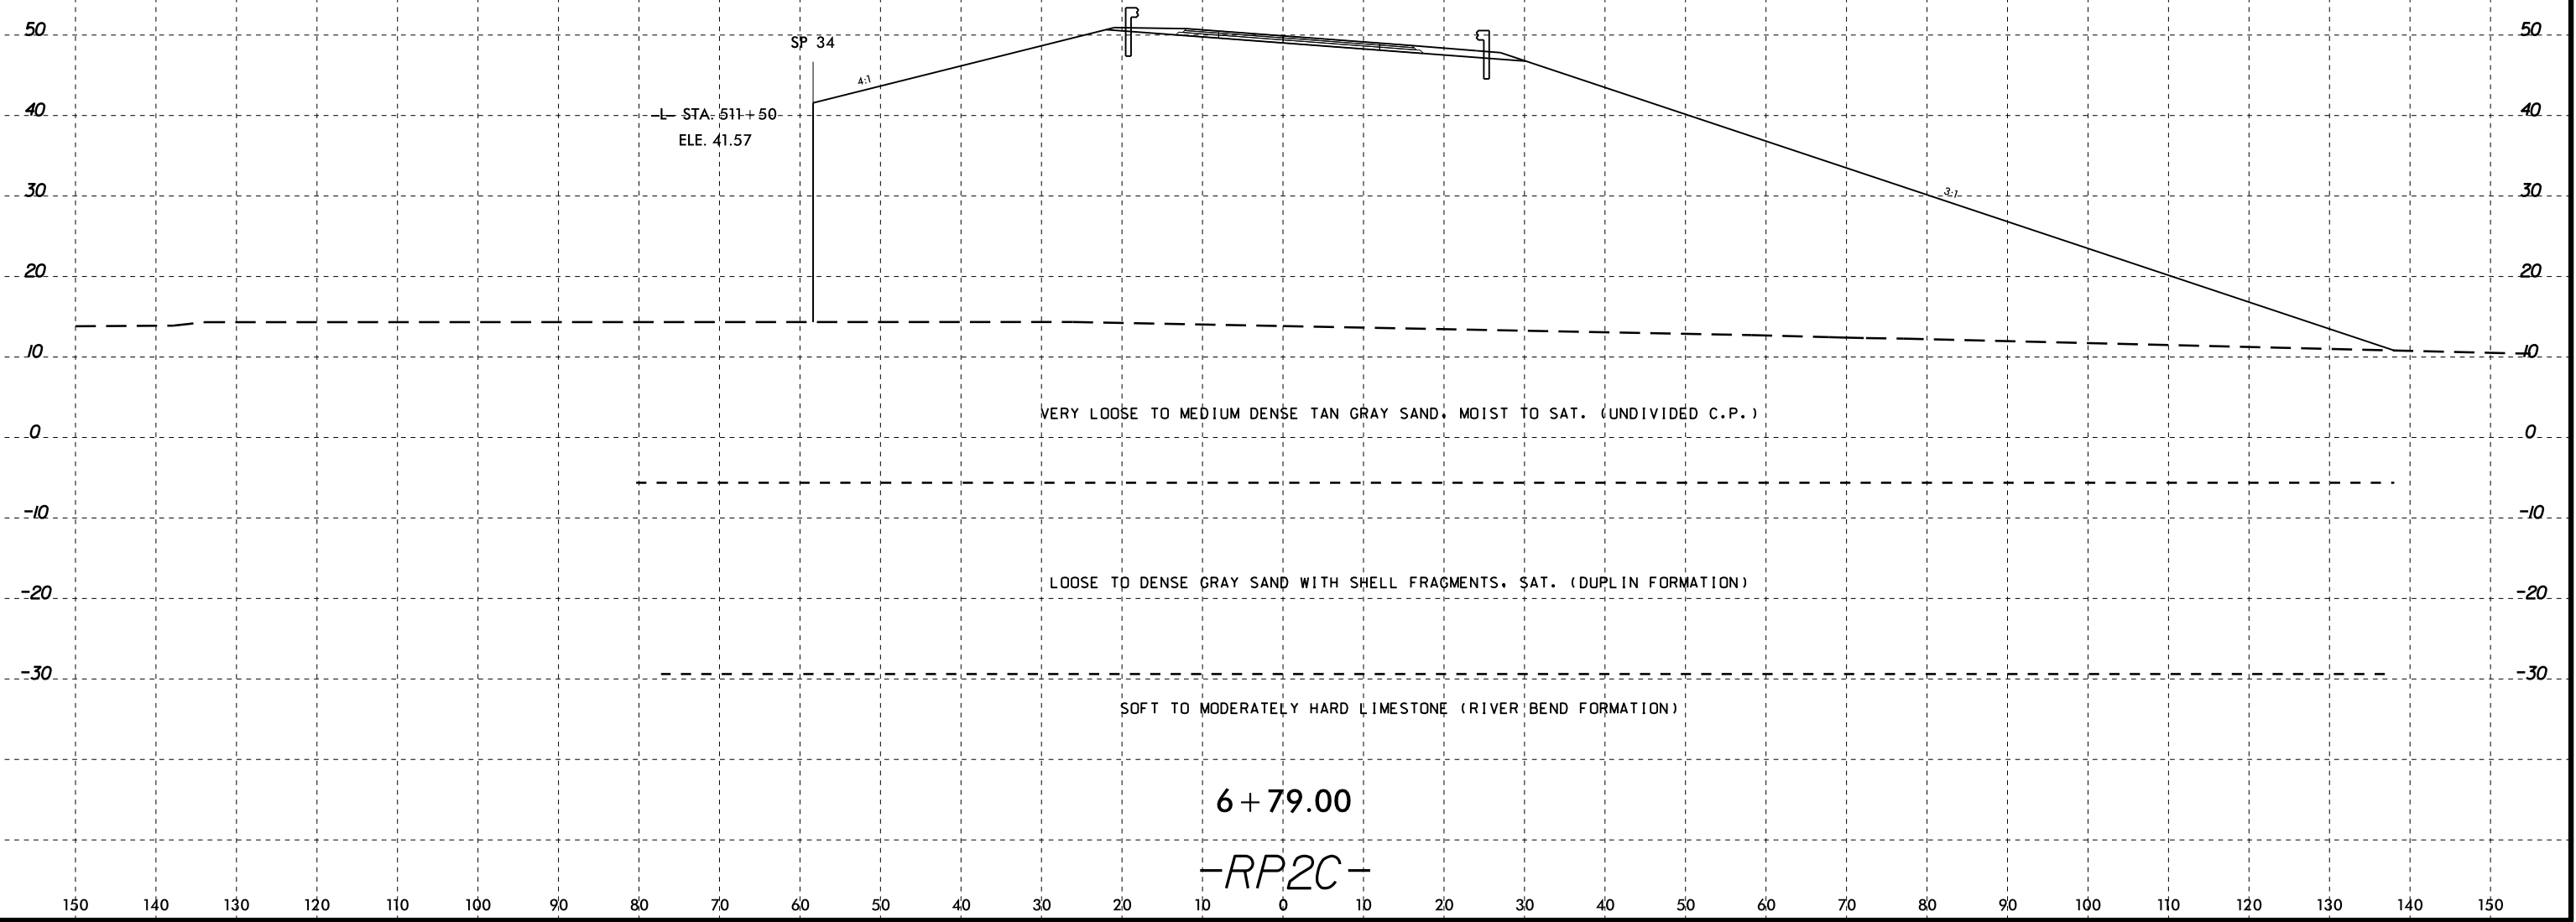 50 50
SP 34
4:1
40 -L- STA. 511+50 40
ELE. 41.57
30 3:1 30
20 20
10 10
VERY LOOSE TO MEDIUM DENSE TAN GRAY SAND, MOIST TO SAT. (UNDIVIDED C.P.)
0 0
-10 -10
LOOSE TO DENSE GRAY SAND WITH SHELL FRAGMENTS, SAT. (DUPLIN FORMATION)
-20 -20
-30 -30
SOFT TO MODERATELY HARD LIMESTONE (RIVER BEND FORMATION)
6+79.00
-RP2C-
150 140 130 120 110 100 90 80 70 60 50 40 30 20 10 0 10 20 30 40 50 60 70 80 90 100 110 120 130 140 150